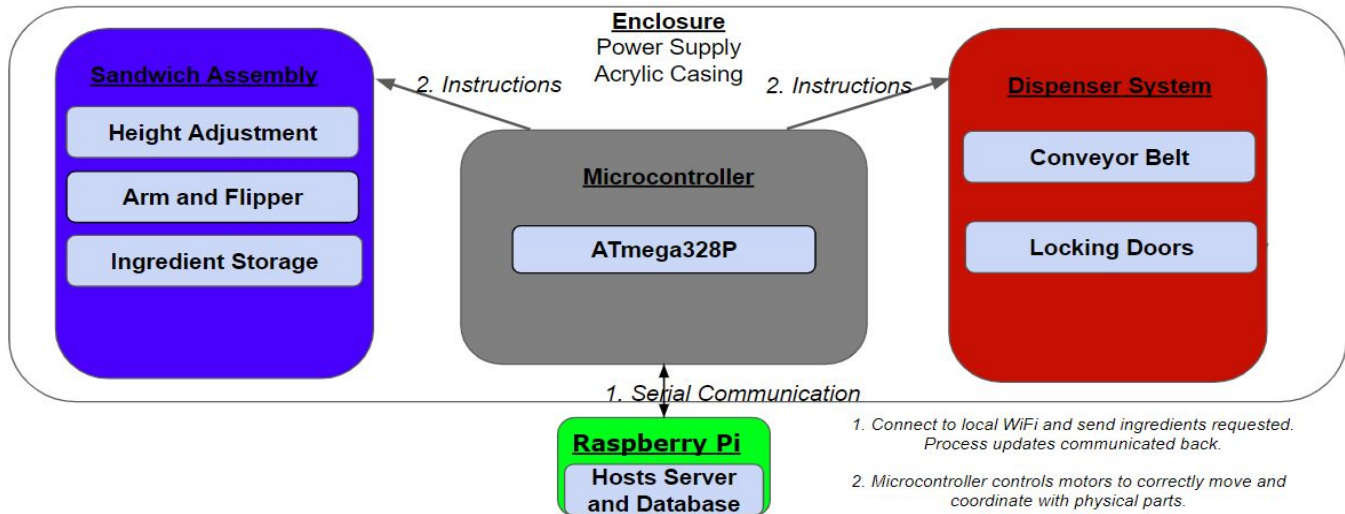 Enclosure
Power Supply
Acrylic Casing
Sandwich Assembly
Height Adjustment
Arm and Flipper
Ingredient Storage
2. Instructions
2. Instructions
Microcontroller
ATmega328P
Dispenser System
Conveyor Belt
Locking Doors
1. Serial Communication
Raspberry Pi
Hosts Server
and Database
1. Connect to local WiFi and send ingredients requested.
Process updates communicated back.
2. Microcontroller controls motors to correctly move and
coordinate with physical parts.